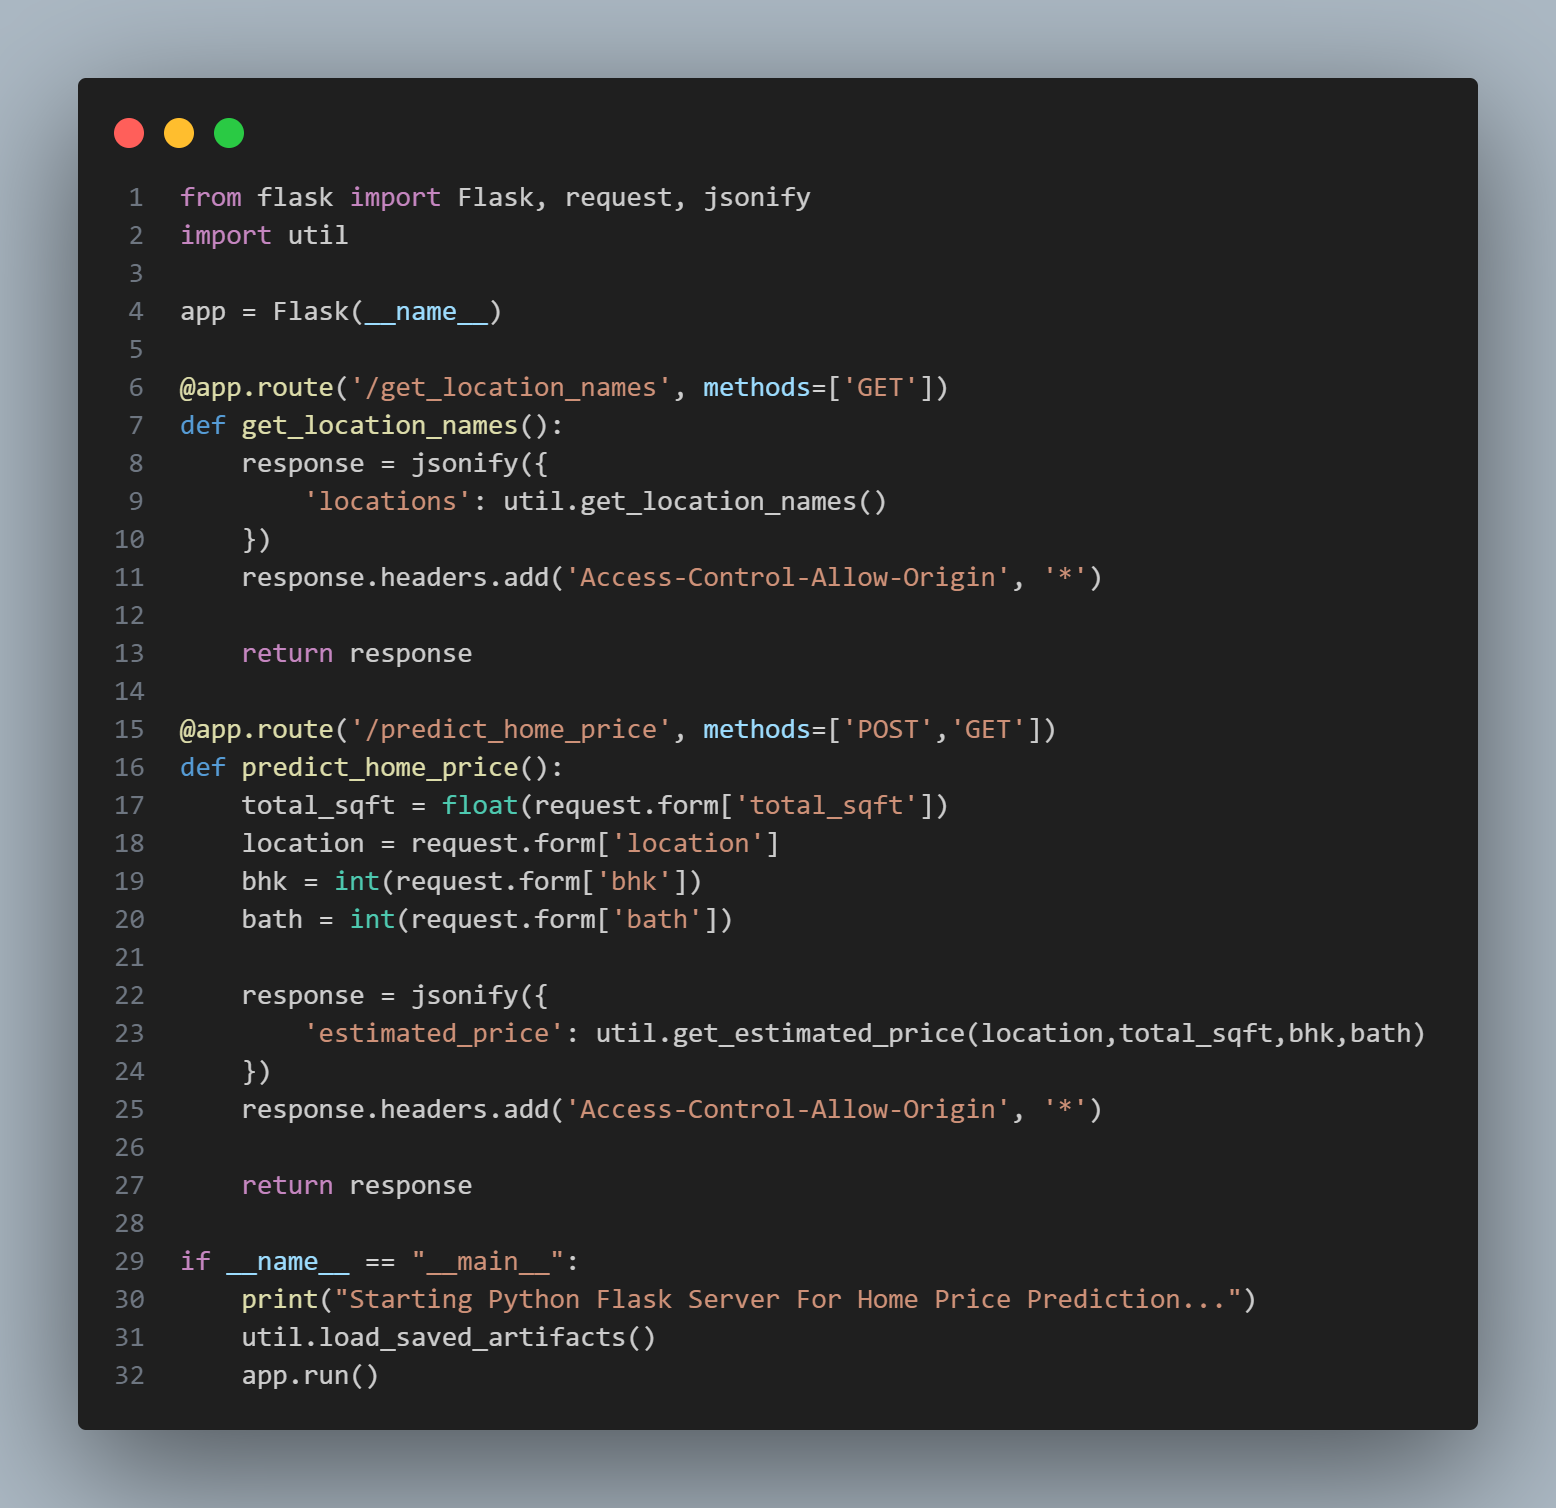 1 from flask import Flask, request, jsonify
2 import util
3
4 app = Flask(__name__)
5
6 @app.route('/get_location_names', methods=['GET'])
7 def get_location_names():
8     response = jsonify({
9         'locations': util.get_location_names()
10     })
11     response.headers.add('Access-Control-Allow-Origin', '*')
12
13     return response
14
15 @app.route('/predict_home_price', methods=['POST','GET'])
16 def predict_home_price():
17     total_sqft = float(request.form['total_sqft'])
18     location = request.form['location']
19     bhk = int(request.form['bhk'])
20     bath = int(request.form['bath'])
21
22     response = jsonify({
23         'estimated_price': util.get_estimated_price(location,total_sqft,bhk,bath)
24     })
25     response.headers.add('Access-Control-Allow-Origin', '*')
26
27     return response
28
29 if __name__ == "__main__":
30     print("Starting Python Flask Server For Home Price Prediction...")
31     util.load_saved_artifacts()
32     app.run()